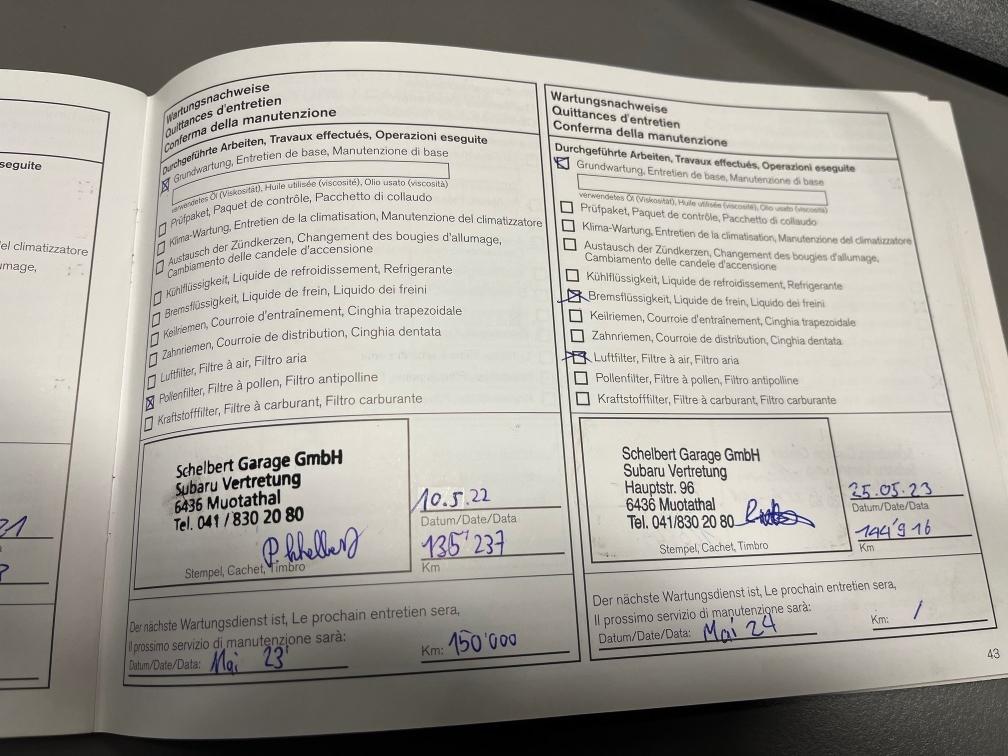 seguite
el climatizzatore
umage,
31
Wartungsnachweise
Quittances d'entretien
Conferma della manutenzione
Durchgeführte Arbeiten, Travaux effectués, Operazioni eseguite
Grundwartung, Entretien de base, Manutenzione di base
verwendetes Öl (Viskosität), Huile utilisée (viscosité), Olio usato (viscosità)
Prüfpaket, Paquet de contrôle, Pacchetto di collaudo
Klima-Wartung, Entretien de la climatisation, Manutenzione del climatizzatore
Austausch der Zündkerzen, Changement des bougies d'allumage,
Cambiamento delle candele d'accensione
Kühlflüssigkeit, Liquide de refroidissement, Refrigerante
Bremsflüssigkeit, Liquide de frein, Liquido dei freini
Keilriemen, Courroie d'entraînement, Cinghia trapezoidale
Zahnriemen, Courroie de distribution, Cinghia dentata
Luftfilter, Filtre à air, Filtro aria
Pollenfilter, Filtre à pollen, Filtro antipolline
Kraftstofffilter, Filtre à carburant, Filtro carburante
Schelbert Garage GmbH
Subaru Vertretung
6436 Muotathal
Tel. 041 / 830 20 80
P. Schelbert
Stempel, Cachet, Timbro
10.5.22
Datum/Date/Data
135'237
Km
Der nächste Wartungsdienst ist, Le prochain entretien sera,
Il prossimo servizio di manutenzione sarà:
Datum/Date/Data: Mai 23
Km: 150'000
Wartungsnachweise
Quittances d'entretien
Conferma della manutenzione
Durchgeführte Arbeiten, Travaux effectués, Operazioni eseguite
Grundwartung, Entretien de base, Manutenzione di base
verwendetes Öl (Viskosität), Huile utilisée (viscosité), Olio usato (viscosità)
Prüfpaket, Paquet de contrôle, Pacchetto di collaudo
Klima-Wartung, Entretien de la climatisation, Manutenzione del climatizzatore
Austausch der Zündkerzen, Changement des bougies d'allumage,
Cambiamento delle candele d'accensione
Kühlflüssigkeit, Liquide de refroidissement, Refrigerante
Bremsflüssigkeit, Liquide de frein, Liquido dei freini
Keilriemen, Courroie d'entraînement, Cinghia trapezoidale
Zahnriemen, Courroie de distribution, Cinghia dentata
Luftfilter, Filtre à air, Filtro aria
Pollenfilter, Filtre à pollen, Filtro antipolline
Kraftstofffilter, Filtre à carburant, Filtro carburante
Schelbert Garage GmbH
Subaru Vertretung
Hauptstr. 96
6436 Muotathal
Tel. 041/830 20 80
Stempel, Cachet, Timbro
25.05.23
Datum/Date/Data
144'916
Km
Der nächste Wartungsdienst ist, Le prochain entretien sera,
Il prossimo servizio di manutenzione sarà:
Datum/Date/Data: Mai 24
Km: /
43